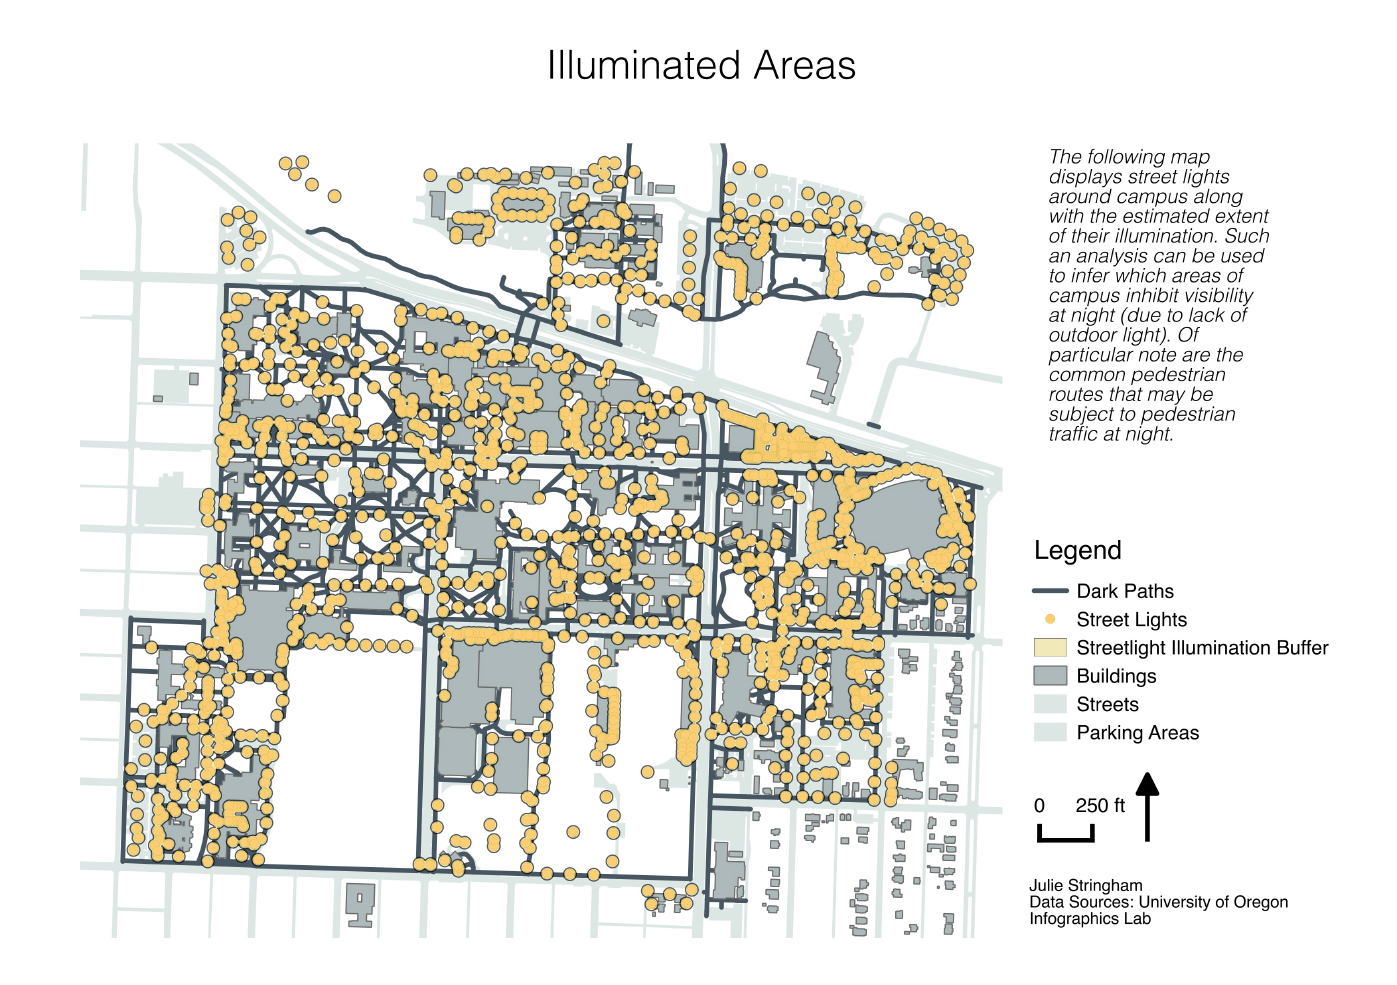 Illuminated Areas
The following map
displays street lights
around campus along
with the estimated extent
of their illumination. Such
an analysis can be used
to infer which areas of
campus inhibit visibility
at night (due to lack of
outdoor light). Of
particular note are the
common pedestrian
routes that may be
subject to pedestrian
traffic at night.
Legend
Dark Paths
Street Lights
Streetlight Illumination Buffer
Buildings
Streets
Parking Areas
0 250 ft
Julie Stringham
Data Sources: University of Oregon
Infographics Lab